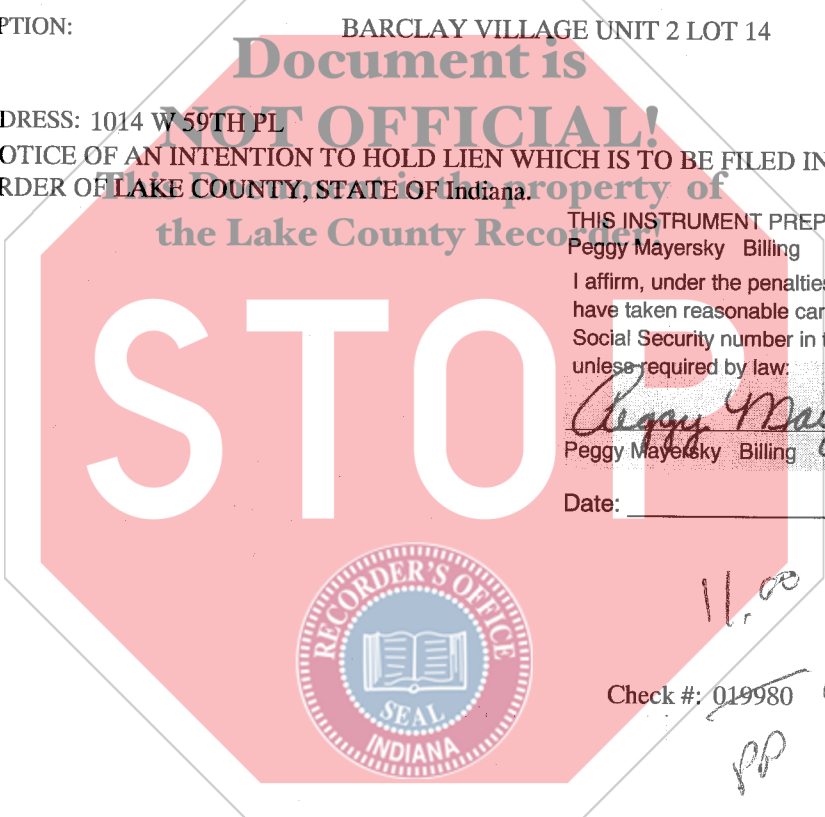 PTION: BARCLAY VILLAGE UNIT 2 LOT 14
Document is
NOT OFFICIAL!
DRESS: 1014 W 59TH PL
OTICE OF AN INTENTION TO HOLD LIEN WHICH IS TO BE FILED IN
RDER OF LAKE COUNTY, STATE OF Indiana.
This Document is the property of
the Lake County Recorder!
THIS INSTRUMENT PREP
Peggy Mayersky Billing
I affirm, under the penalties
have taken reasonable car
Social Security number in t
unless required by law:
Peggy May
Peggy Mayersky Billing
Date:
STOP
11.00
RECORDER'S OFFICE
SEAL
INDIANA
Check #: 019980
PP